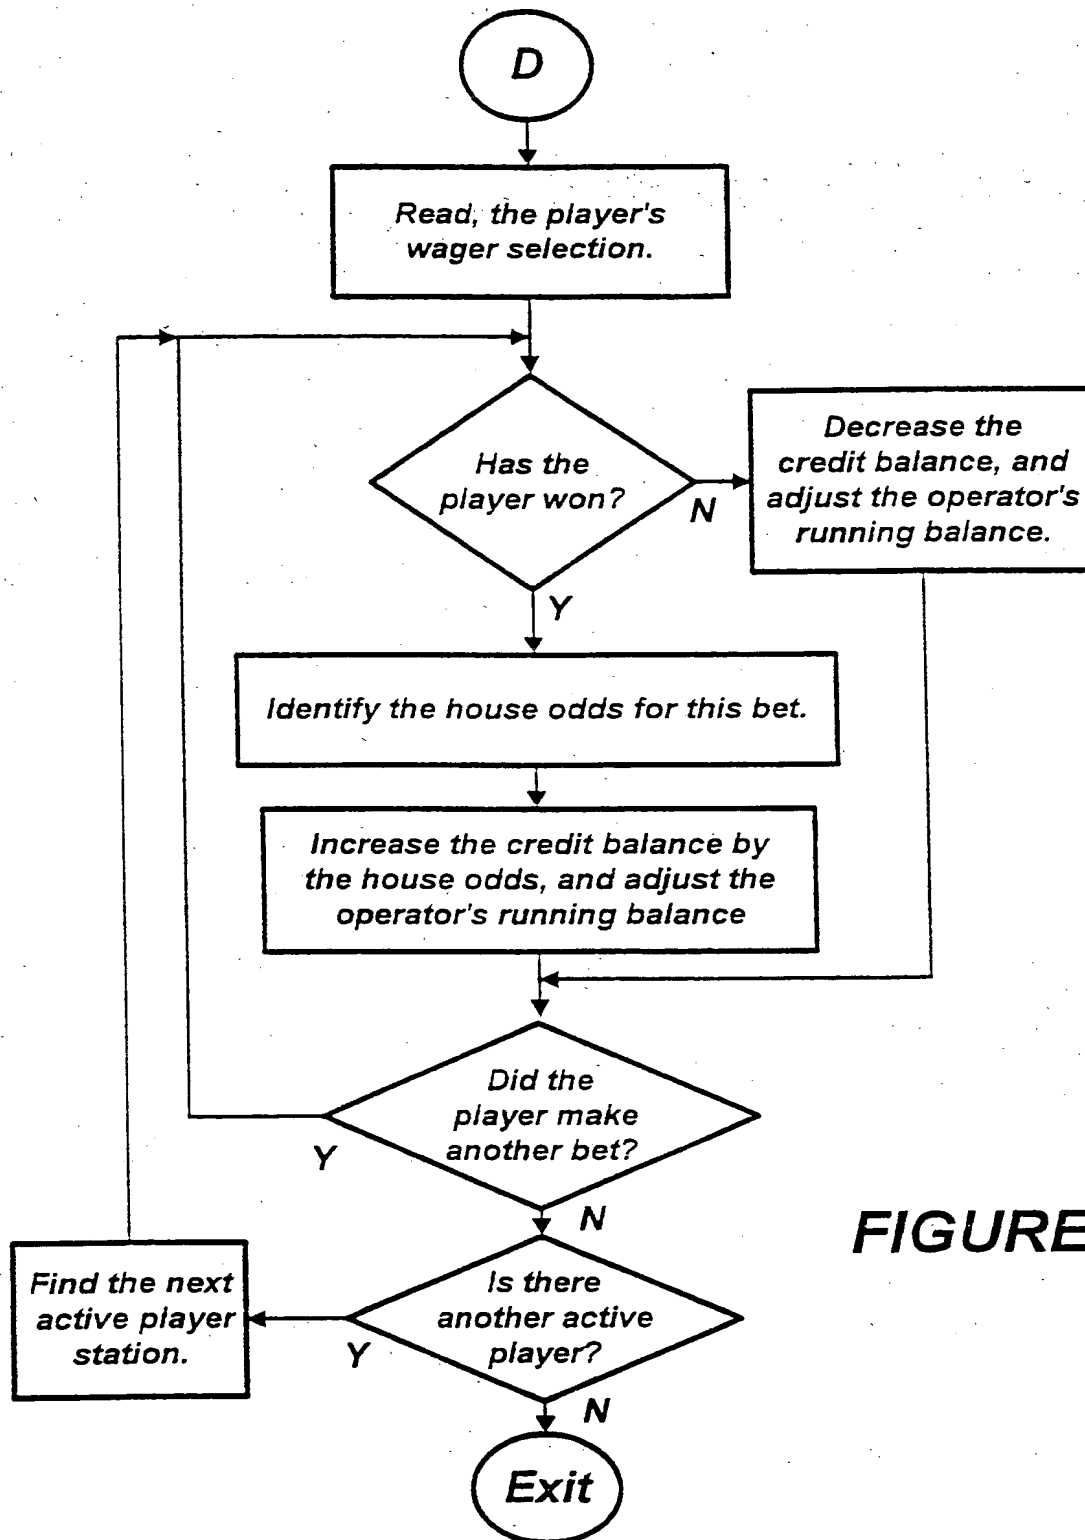 D
Read, the player's
wager selection.
Has the
player won?
N
Decrease the
credit balance, and
adjust the operator's
running balance.
Y
Identify the house odds for this bet.
Increase the credit balance by
the house odds, and adjust the
operator's running balance
Did the
player make
another bet?
Y
N
FIGURE
Find the next
active player
station.
Is there
another active
player?
Y
N
Exit